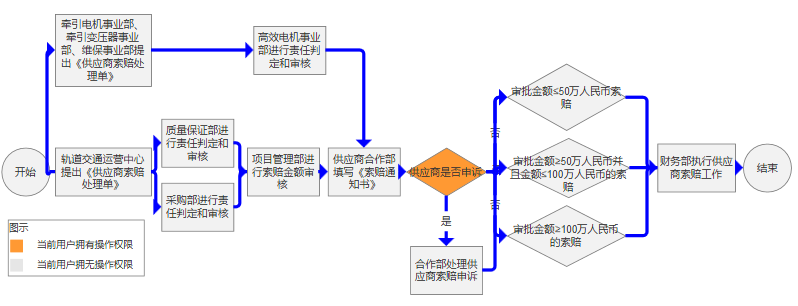 牵引电机事业部、
牵引变压器事业
部、维保事业部提
出《供应商索赔处
理单》
高效电机事业
部进行责任判
定和审核
开始
轨道交通运营中心
提出《供应商索赔
处理单》
质量保证部进
行责任判定和
审核
采购部进行责
任判定和审核
项目管理部进
行索赔金额审
核
供应商合作部
填写《索赔通
知书》
供应商是否申诉
是
合作部处理供
应商索赔申诉
否
否
审批金额≤50万人民币索
赔
审批金额≥50万人民币并
且金额≤100万人民币的索
赔
审批金额≥100万人民币
的索赔
财务部执行供应
商索赔工作
结束
图示
当前用户拥有操作权限
当前用户拥无操作权限